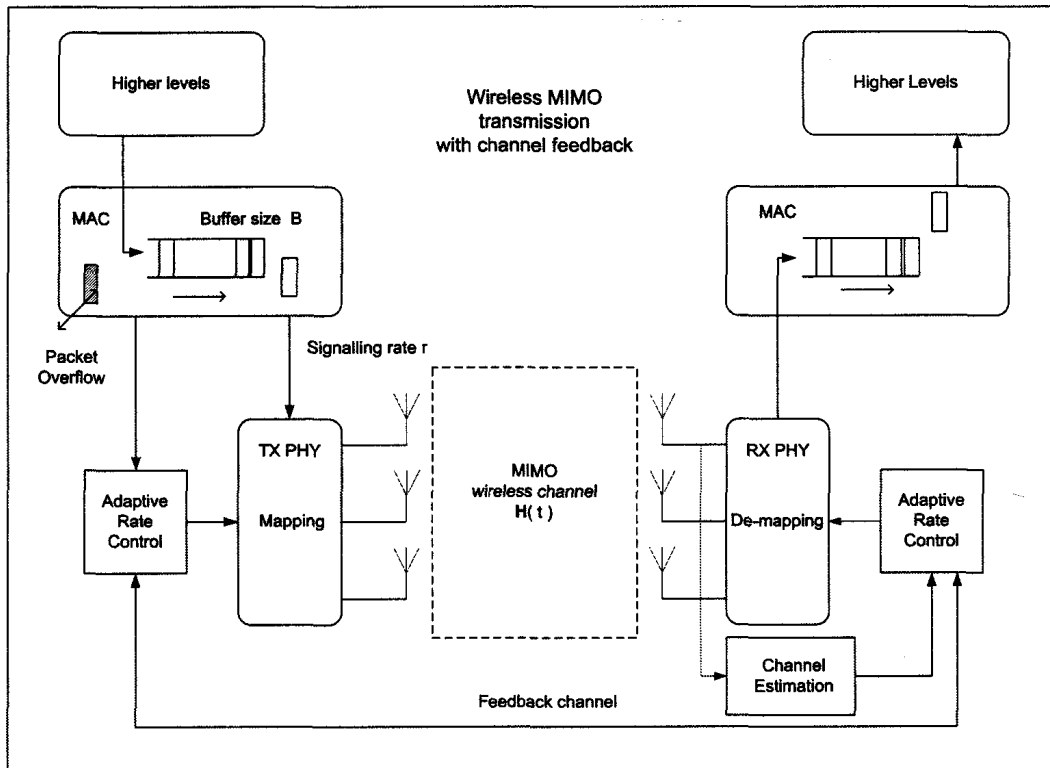 Higher levels
Higher Levels
Wireless MIMO
transmission
with channel feedback
MAC
Buffer size B
MAC
Packet
Overflow
Signalling rate r
TX PHY
Mapping
MIMO
wireless channel
H( t )
RX PHY
De-mapping
Adaptive
Rate
Control
Adaptive
Rate
Control
Channel
Estimation
Feedback channel